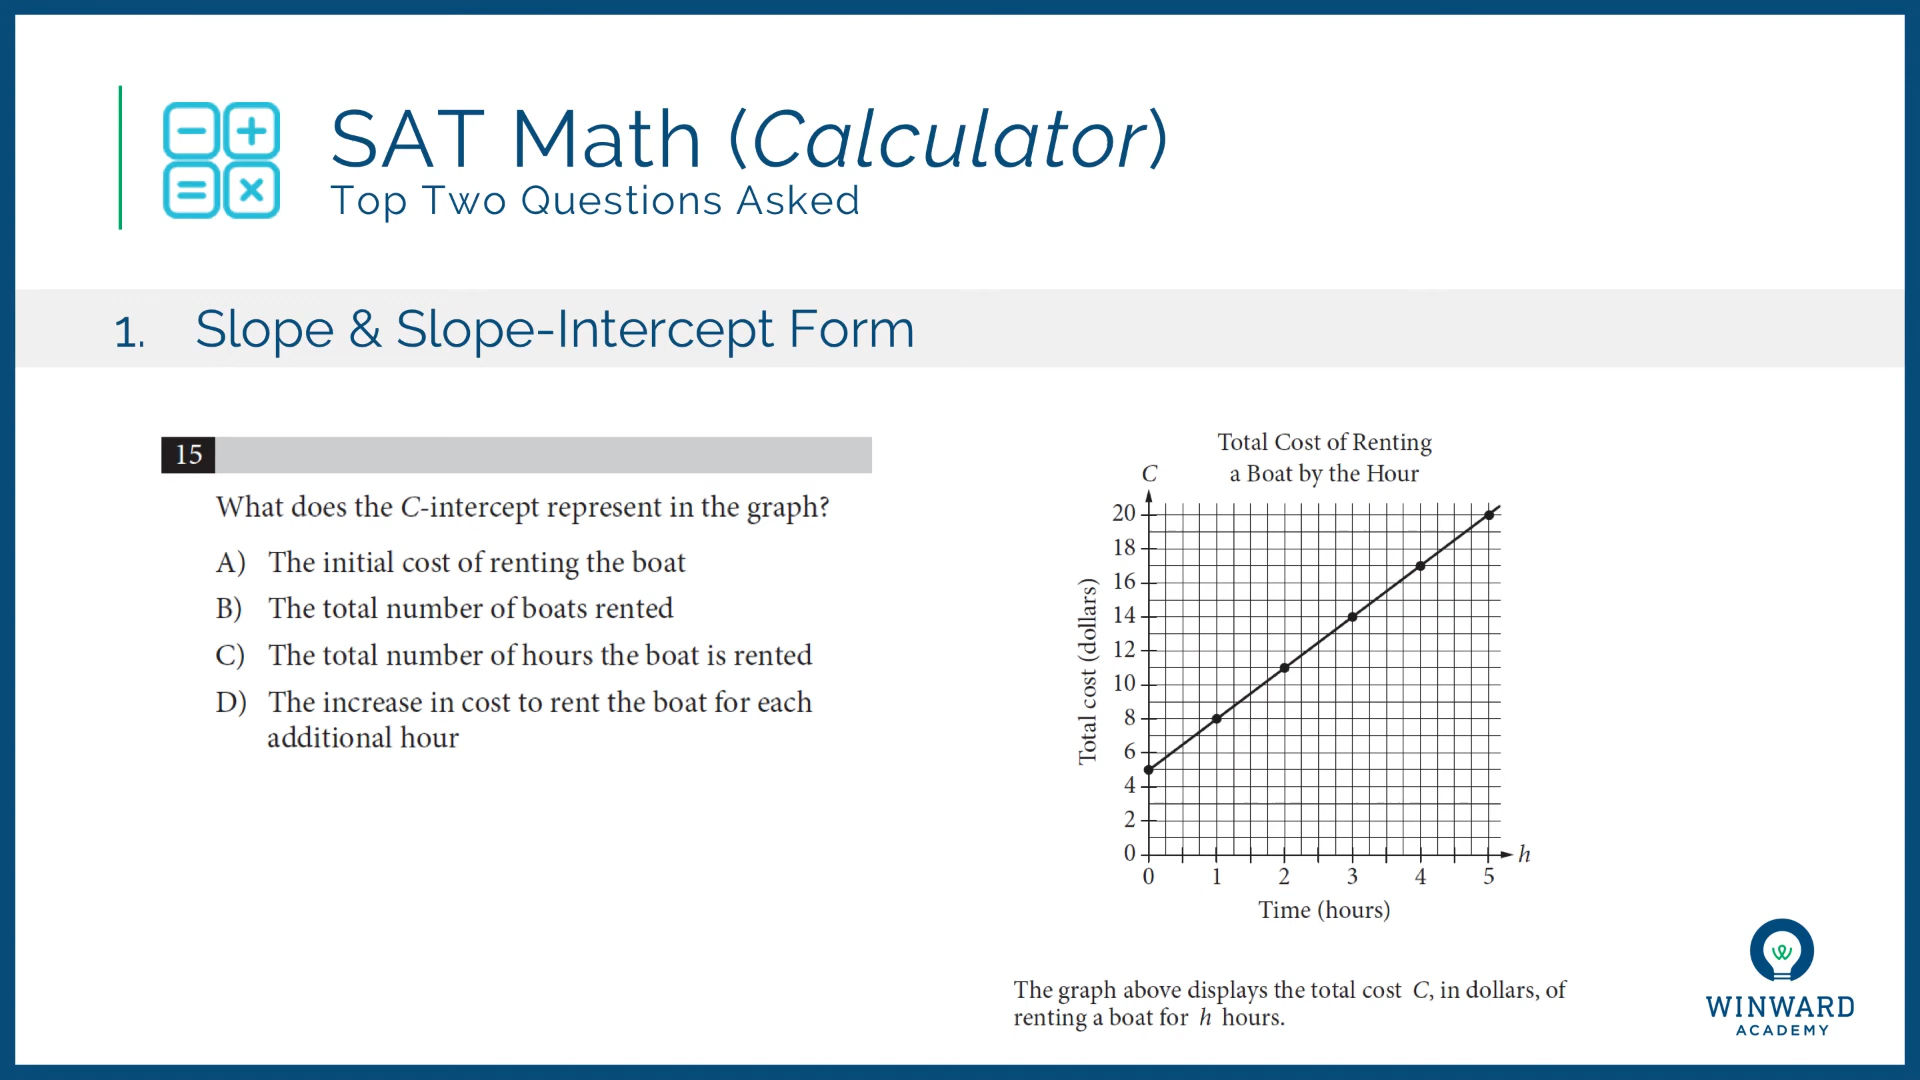 SAT Math (Calculator)
Top Two Questions Asked
1. Slope & Slope-Intercept Form
15
What does the C-intercept represent in the graph?
A) The initial cost of renting the boat
B) The total number of boats rented
C) The total number of hours the boat is rented
D) The increase in cost to rent the boat for each
additional hour
Total Cost of Renting
a Boat by the Hour
C
Total cost (dollars)
20
18
16
14
12
10
8
6
4
2
0
h
0 1 2 3 4 5
Time (hours)
The graph above displays the total cost C, in dollars, of
renting a boat for h hours.
WINWARD
ACADEMY